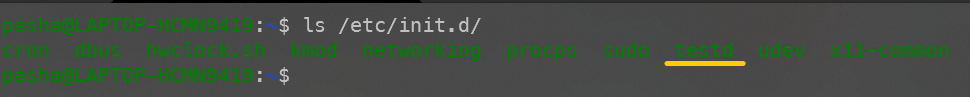 pasha@LAPTOP-HCMN9419:~$ ls /etc/init.d/
cron dbus hwclock.sh kmod networking procps sudo testd udev x11-common
pasha@LAPTOP-HCMN9419:~$